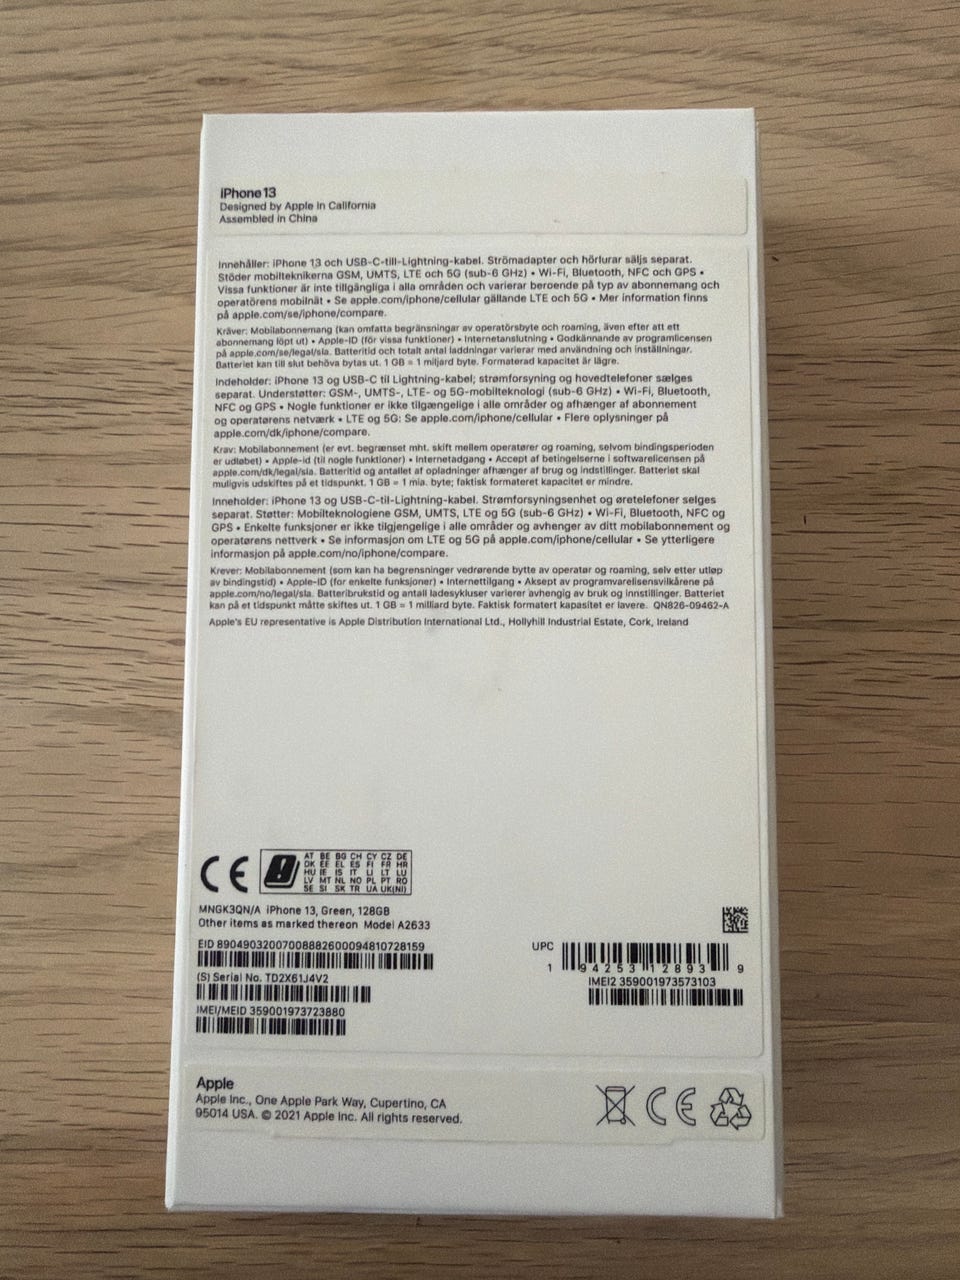 iPhone 13
Designed by Apple in California
Assembled in China
Innehåller: iPhone 13 och USB-C-till-Lightning-kabel. Strömadapter och hörlurar säljs separat.
Stöder mobilteknikerna GSM, UMTS, LTE och 5G (sub-6 GHz) • Wi-Fi, Bluetooth, NFC och GPS •
Vissa funktioner är inte tillgängliga i alla områden och varierar beroende på typ av abonnemang och
operatörens mobilnät • Se apple.com/iphone/cellular gällande LTE och 5G • Mer information finns
på apple.com/se/iphone/compare.
Kräver: Mobilabonnemang (kan omfatta begränsningar av operatörsbyte och roaming, även efter att ett
abonnemang löpt ut) • Apple-ID (för vissa funktioner) • Internetanslutning • Godkännande av programlicensen
på apple.com/se/legal/sla. Batteritid och totalt antal laddningar varierar med användning och inställningar.
Batteriet kan till slut behöva bytas ut. 1 GB = 1 miljard byte. Formaterad kapacitet är lägre.
Indeholder: iPhone 13 og USB-C til Lightning-kabel; strømforsyning og hovedtelefoner sælges
separat. Understøtter: GSM-, UMTS-, LTE- og 5G-mobilteknologi (sub-6 GHz) • Wi-Fi, Bluetooth,
NFC og GPS • Nogle funktioner er ikke tilgængelige i alle områder og afhænger af abonnement
og operatørens netværk • LTE og 5G: Se apple.com/iphone/cellular • Flere oplysninger på
apple.com/dk/iphone/compare.
Krav: Mobilabonnement (er evt. begrænset mht. skift mellem operatører og roaming, selvom bindingsperioden
er udløbet) • Apple-id (til nogle funktioner) • Internetadgang • Accept af betingelserne i softwarelicensen på
apple.com/dk/legal/sla. Batteritid og antallet af opladninger afhænger af brug og indstillinger. Batteriet skal
muligvis udskiftes på et tidspunkt. 1 GB = 1 mia. byte; faktisk formateret kapacitet er mindre.
Inneholder: iPhone 13 og USB-C-til-Lightning-kabel. Strømforsyningsenhet og øretelefoner selges
separat. Støtter: Mobilteknologiene GSM, UMTS, LTE og 5G (sub-6 GHz) • Wi-Fi, Bluetooth, NFC og
GPS • Enkelte funksjoner er ikke tilgjengelige i alle områder og avhenger av ditt mobilabonnement og
operatørens nettverk • Se informasjon om LTE og 5G på apple.com/iphone/cellular • Se ytterligere
informasjon på apple.com/no/iphone/compare.
Krever: Mobilabonnement (som kan ha begrensninger vedrørende bytte av operatør og roaming, selv etter utløp
av bindingstid) • Apple-ID (for enkelte funksjoner) • Internettilgang • Aksept av programvarelisensvilkårene på
apple.com/no/legal/sla. Batteribrukstid og antall ladesykluser varierer avhengig av bruk og innstillinger. Batteriet
kan på et tidspunkt måtte skiftes ut. 1 GB = 1 milliard byte. Faktisk formatert kapasitet er lavere. QN826-09462-A
Apple's EU representative is Apple Distribution International Ltd., Hollyhill Industrial Estate, Cork, Ireland
CE
AT BE BG CH CY CZ DE
DK EE EL ES FI FR HR
HU IE IS IT LI LT LU
LV MT NL NO PL PT RO
SE SI SK TR UA UK(NI)
MNGK3QN/A iPhone 13, Green, 128GB
Other items as marked thereon Model A2633
EID 89049032007008882600094810728159
(S) Serial No. TD2X61J4V2
IMEI/MEID 359001973723880
UPC
1 94253 12893 9
IMEI2 359001973573103
Apple
Apple Inc., One Apple Park Way, Cupertino, CA
95014 USA. © 2021 Apple Inc. All rights reserved.
CE